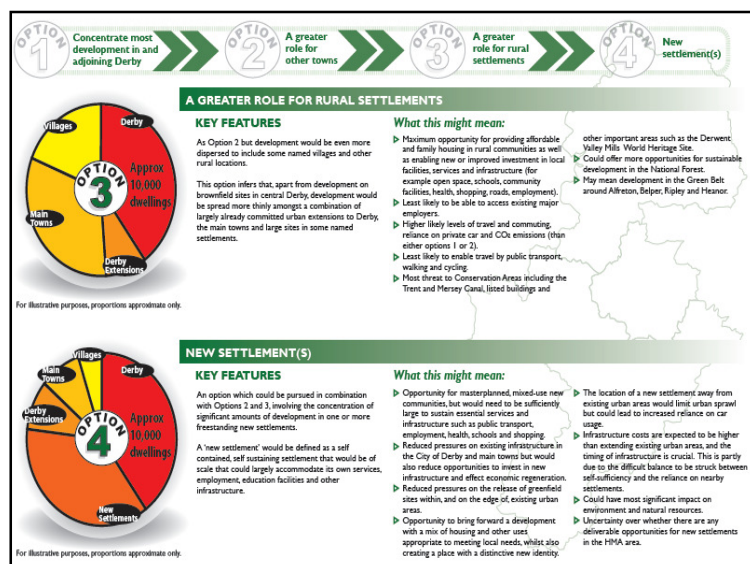 OPTION 1
Concentrate most
development in and
adjoining Derby
OPTION 2
A greater
role for
other towns
OPTION 3
A greater
role for rural
settlements
OPTION 4
New
settlement(s)
A GREATER ROLE FOR RURAL SETTLEMENTS
Villages
Derby
Approx
10,000
dwellings
OPTION
3
Main
Towns
Derby
Extensions
For illustrative purposes, proportions approximate only.
KEY FEATURES
As Option 2 but development would be even more
dispersed to include some named villages and other
rural locations.
This option infers that, apart from development on
brownfield sites in central Derby, development would
be spread more thinly amongst a combination of
largely already committed urban extensions to Derby,
the main towns and large sites in some named
settlements.
What this might mean:
Maximum opportunity for providing affordable
and family housing in rural communities as well
as enabling new or improved investment in local
facilities, services and infrastructure (for
example open space, schools, community
facilities, health, shopping, roads, employment).
Least likely to be able to access existing major
employers.
Higher likely levels of travel and commuting,
reliance on private car and CO₂ emissions (than
either options 1 or 2).
Least likely to enable travel by public transport,
walking and cycling.
Most threat to Conservation Areas including the
Trent and Mersey Canal, listed buildings and
other important areas such as the Derwent
Valley Mills World Heritage Site.
Could offer more opportunities for sustainable
development in the National Forest.
May mean development in the Green Belt
around Alfreton, Belper, Ripley and Heanor.
NEW SETTLEMENT(S)
Villages
Main
Towns
Derby
Derby
Extensions
OPTION
4
Approx
10,000
dwellings
New
Settlements
For illustrative purposes, proportions approximate only.
KEY FEATURES
An option which could be pursued in combination
with Options 2 and 3, involving the concentration of
significant amounts of development in one or more
freestanding new settlements.
A 'new settlement' would be defined as a self
contained, self sustaining settlement that would be of
scale that could largely accommodate its own services,
employment, education facilities and other
infrastructure.
What this might mean:
Opportunity for masterplanned, mixed-use new
communities, but would need to be sufficiently
large to sustain essential services and
infrastructure such as public transport,
employment, health, schools and shopping.
Reduced pressures on existing infrastructure in
the City of Derby and main towns but would
also reduce opportunities to invest in new
infrastructure and effect economic regeneration.
Reduced pressures on the release of greenfield
sites within, and on the edge of, existing urban
areas.
Opportunity to bring forward a development
with a mix of housing and other uses
appropriate to meeting local needs, whilst also
creating a place with a distinctive new identity.
The location of a new settlement away from
existing urban areas would limit urban sprawl
but could lead to increased reliance on car
usage.
Infrastructure costs are expected to be higher
than extending existing urban areas, and the
timing of infrastructure is crucial. This is partly
due to the difficult balance to be struck between
self-sufficiency and the reliance on nearby
settlements.
Could have most significant impact on
environment and natural resources.
Uncertainty over whether there are any
deliverable opportunities for new settlements
in the HMA area.